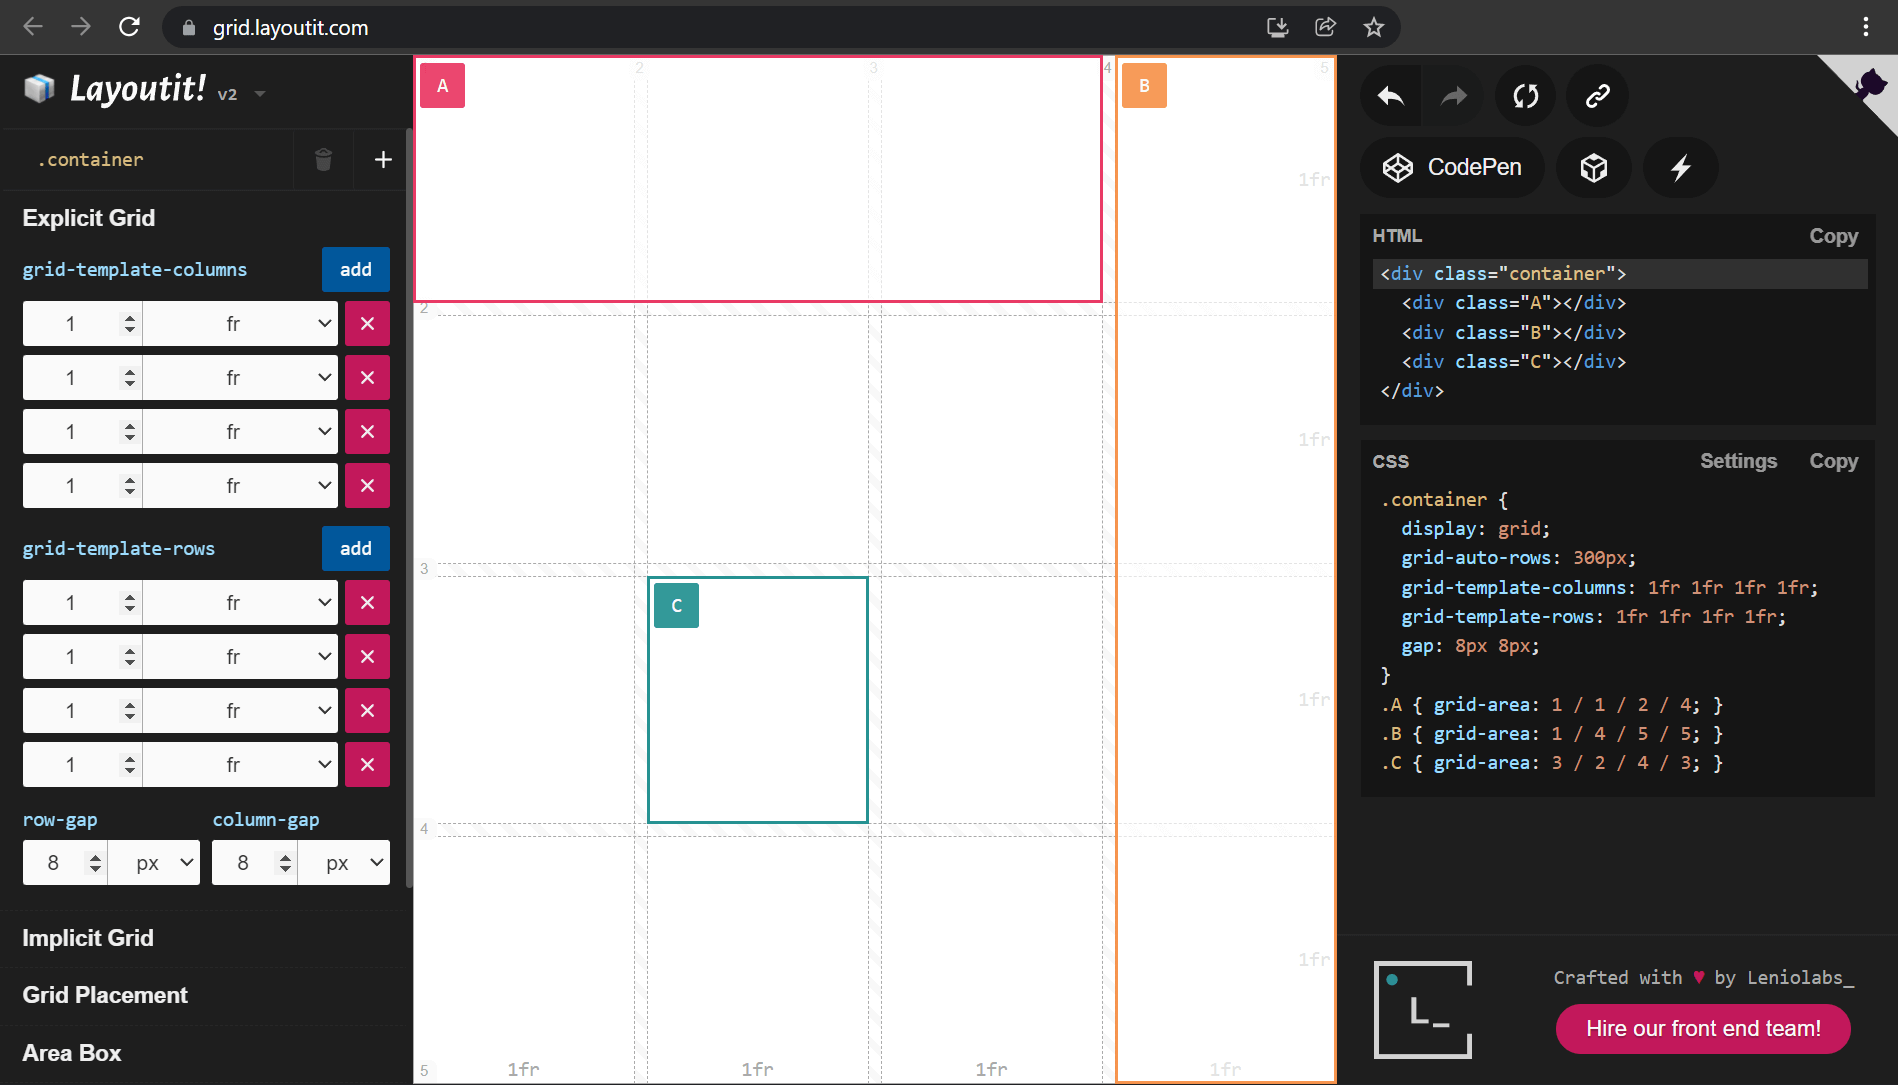 grid.layoutit.com
Layoutit! v2
.container
Explicit Grid
grid-template-columns add
1 fr
1 fr
1 fr
1 fr
grid-template-rows add
1 fr
1 fr
1 fr
1 fr
row-gap column-gap
8 px 8 px
Implicit Grid
Grid Placement
Area Box
A 2 3 4 B 5
1fr
2
1fr
3
C
1fr
4
1fr
5 1fr 1fr 1fr 1fr
CodePen
HTML Copy
<div class="container">
<div class="A"></div>
<div class="B"></div>
<div class="C"></div>
</div>
CSS Settings Copy
.container {
display: grid;
grid-auto-rows: 300px;
grid-template-columns: 1fr 1fr 1fr 1fr;
grid-template-rows: 1fr 1fr 1fr 1fr;
gap: 8px 8px;
}
.A { grid-area: 1 / 1 / 2 / 4; }
.B { grid-area: 1 / 4 / 5 / 5; }
.C { grid-area: 3 / 2 / 4 / 3; }
L_
Crafted with ♥ by Leniolabs_
Hire our front end team!